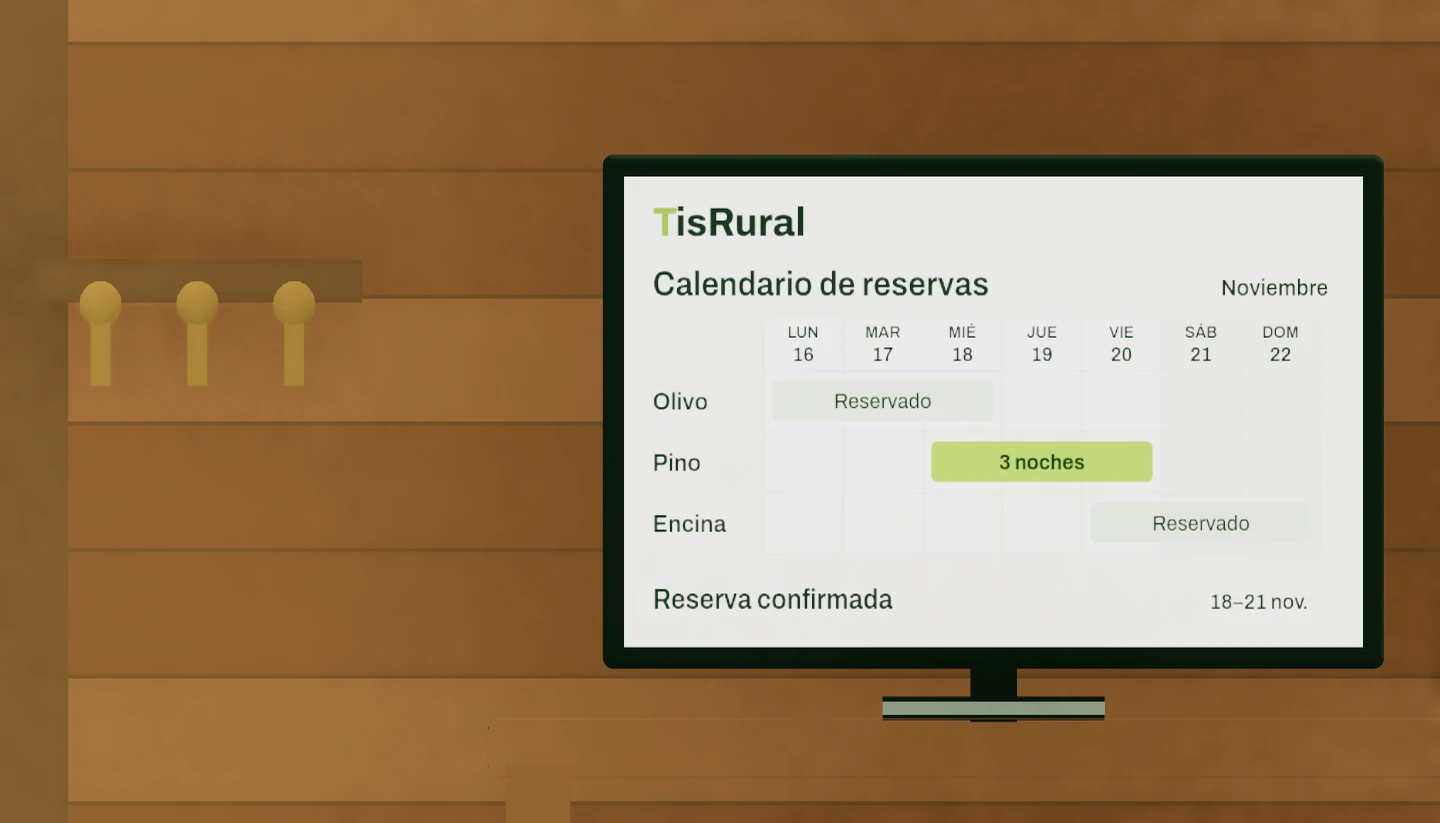 TisRural
Calendario de reservas
Noviembre
LUN MAR MIÉ JUE VIE SÁB DOM
16 17 18 19 20 21 22
Olivo Reservado
Pino 3 noches
Encina Reservado
Reserva confirmada
18–21 nov.